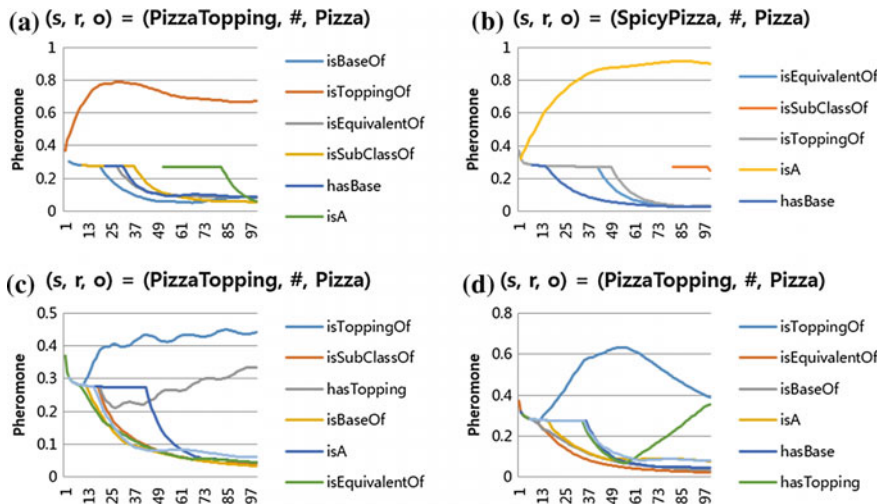 (a) (s, r, o) = (PizzaTopping, #, Pizza)
Pheromone
1
0.8
0.6
0.4
0.2
0
1 13 25 37 49 61 73 85 97
isBaseOf
isToppingOf
isEquivalentOf
isSubClassOf
hasBase
isA
(b) (s, r, o) = (SpicyPizza, #, Pizza)
Pheromone
1
0.8
0.6
0.4
0.2
0
1 13 25 37 49 61 73 85 97
isEquivalentOf
isSubClassOf
isToppingOf
isA
hasBase
(c) (s, r, o) = (PizzaTopping, #, Pizza)
Pheromone
0.5
0.4
0.3
0.2
0.1
0
1 13 25 37 49 61 73 85 97
isToppingOf
isSubClassOf
hasTopping
isBaseOf
isA
isEquivalentOf
(d) (s, r, o) = (PizzaTopping, #, Pizza)
Pheromone
0.8
0.6
0.4
0.2
0
1 13 25 37 49 61 73 85 97
isToppingOf
isEquivalentOf
isBaseOf
isA
hasBase
hasTopping